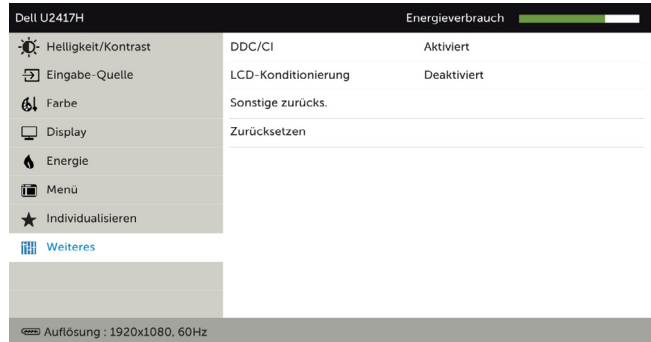 Dell U2417H Energieverbrauch
Helligkeit/Kontrast DDC/CI Aktiviert
Eingabe-Quelle LCD-Konditionierung Deaktiviert
Farbe Sonstige zurücks.
Display Zurücksetzen
Energie
Menü
Individualisieren
Weiteres
Auflösung : 1920x1080, 60Hz